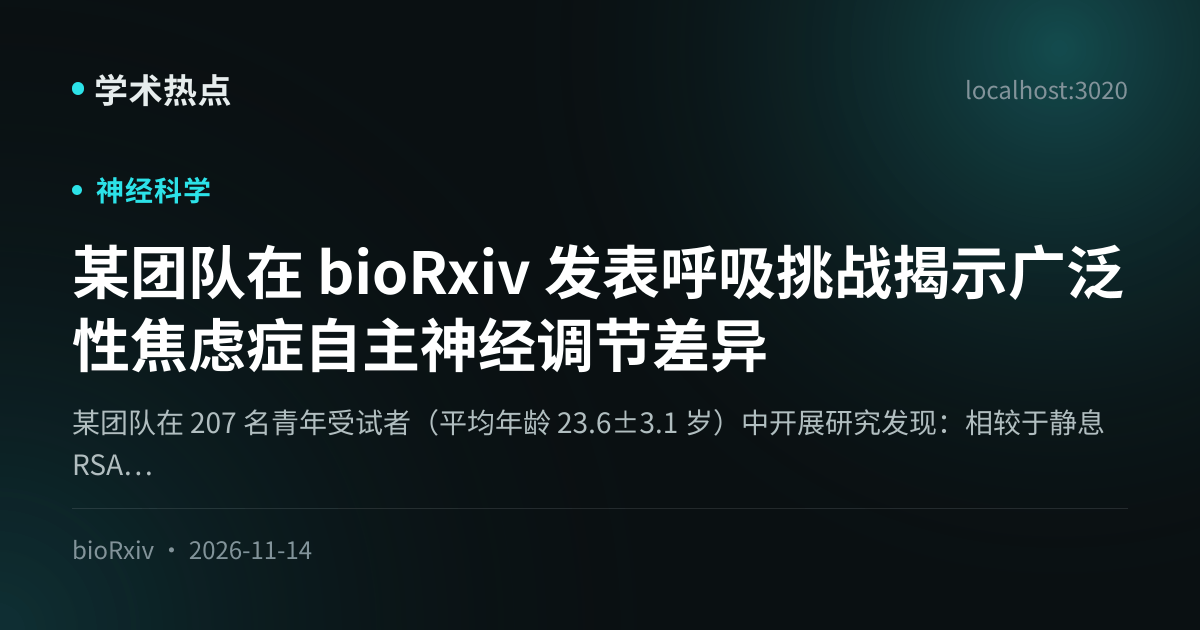 学术热点
localhost:3020
神经科学
某团队在 bioRxiv 发表呼吸挑战揭示广泛
性焦虑症自主神经调节差异
某团队在 207 名青年受试者（平均年龄 23.6±3.1 岁）中开展研究发现：相较于静息
RSA…
bioRxiv · 2026-11-14